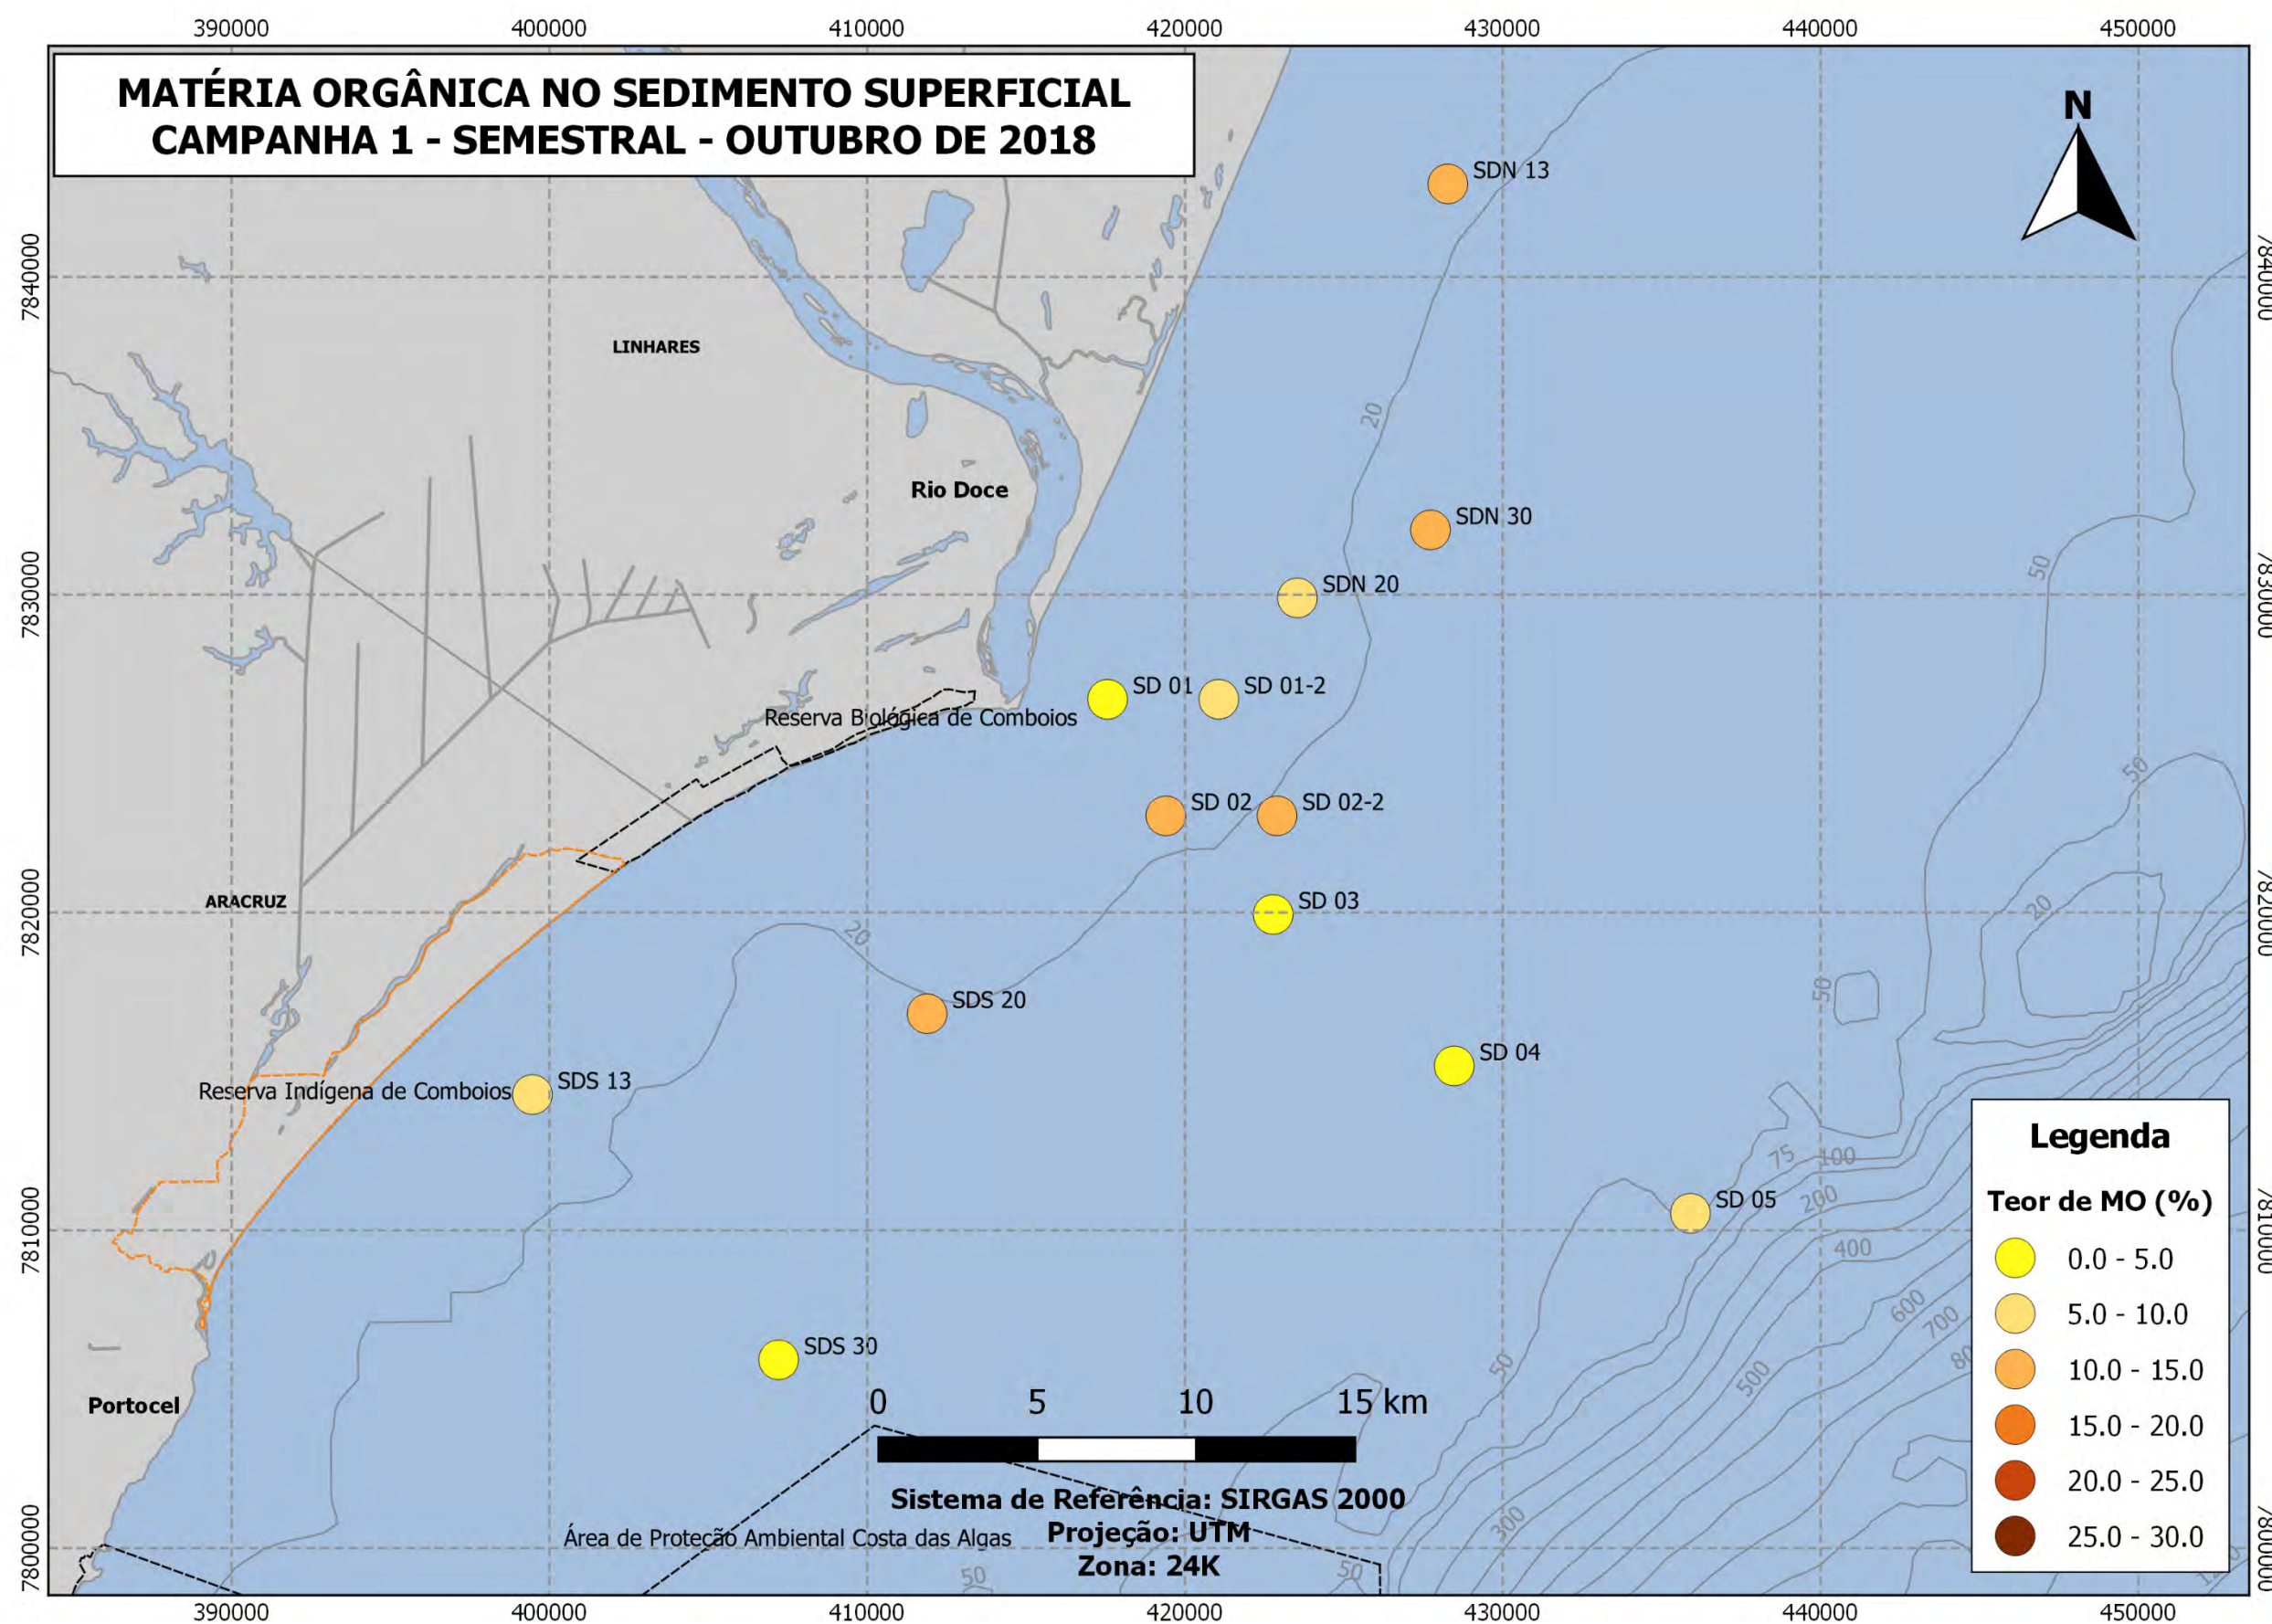 390000 400000 410000 420000 430000 440000 450000
MATÉRIA ORGÂNICA NO SEDIMENTO SUPERFICIAL
CAMPANHA 1 - SEMESTRAL - OUTUBRO DE 2018
N
SDN 13
7840000
7840000
LINHARES
20
Rio Doce
SDN 30
50
SDN 20
7830000
7830000
SD 01
SD 01-2
Reserva Biológica de Comboios
50
SD 02
SD 02-2
ARACRUZ
SD 03
20
20
7820000
7820000
50
SDS 20
SD 04
SDS 13
Reserva Indígena de Comboios
75
100
200
SD 05
400
7810000
7810000
600
700
SDS 30
50
500
Portocel
0 5 10 15 km
300
Sistema de Referência: SIRGAS 2000
Projeção: UTM
Zona: 24K
Área de Proteção Ambiental Costa das Algas
50
50
7800000
7800000
Legenda
Teor de MO (%)
0.0 - 5.0
5.0 - 10.0
10.0 - 15.0
15.0 - 20.0
20.0 - 25.0
25.0 - 30.0
390000 400000 410000 420000 430000 440000 450000